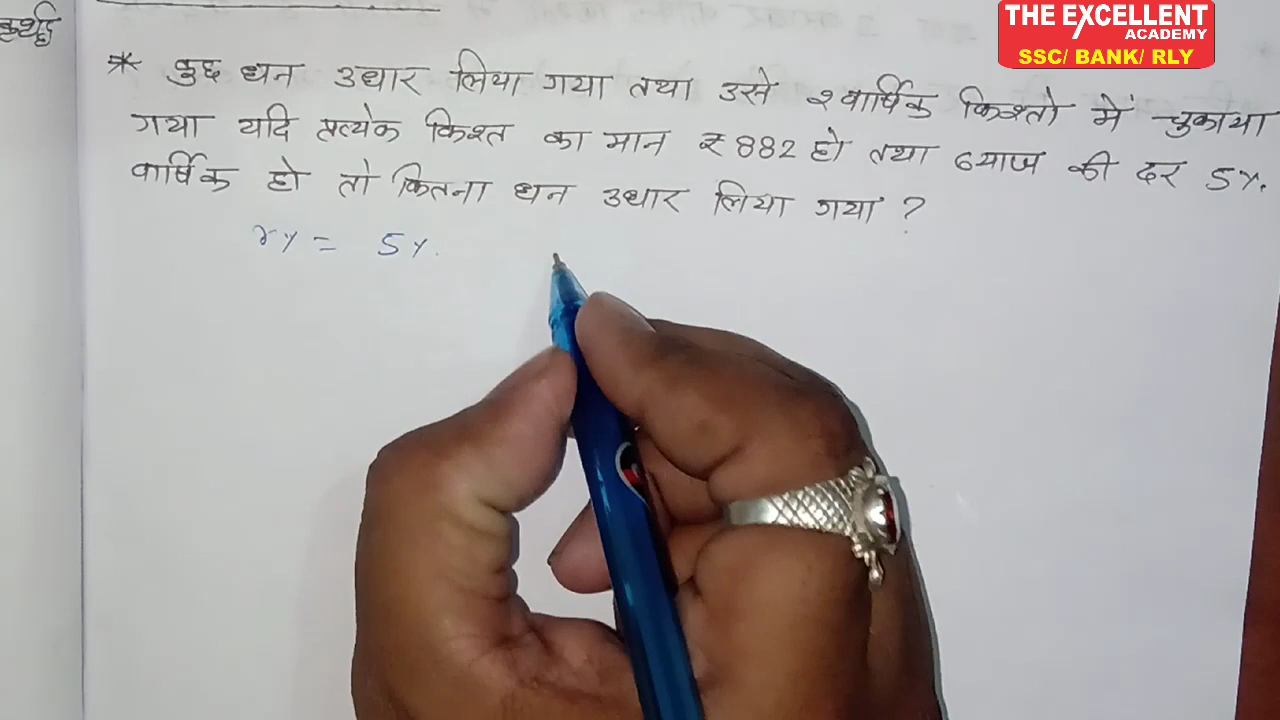 THE EXCELLENT
ACADEMY
SSC/ BANK/ RLY
* कुछ धन उधार लिया गया तथा उसे २ वार्षिक किश्तो में चुकाया
गया यदि प्रत्येक किश्त का मान ₹ 882 हो तथा ब्याज की दर 5%.
वार्षिक हो तो कितना धन उधार लिया गया ?
r% = 5%.